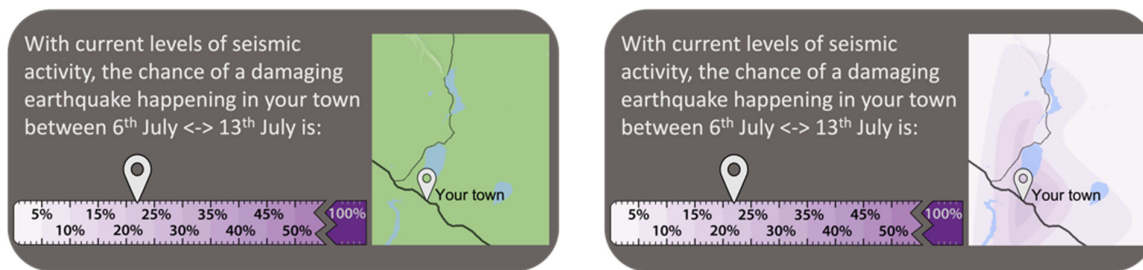 With current levels of seismic
activity, the chance of a damaging
earthquake happening in your town
between 6th July <-> 13th July is:
Your town
5% 15% 25% 35% 45% 100%
10% 20% 30% 40% 50%
With current levels of seismic
activity, the chance of a damaging
earthquake happening in your town
between 6th July <-> 13th July is:
Your town
5% 15% 25% 35% 45% 100%
10% 20% 30% 40% 50%